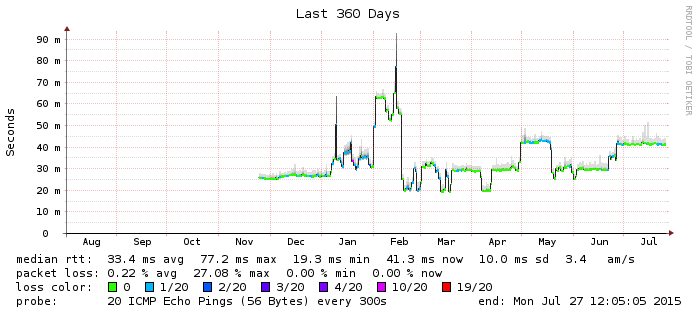 Last 360 Days
RRDTOOL / TOBI OETIKER
Seconds
90 m
80 m
70 m
60 m
50 m
40 m
30 m
20 m
10 m
0
Aug Sep Oct Nov Dec Jan Feb Mar Apr May Jun Jul
median rtt: 33.4 ms avg 77.2 ms max 19.3 ms min 41.3 ms now 10.0 ms sd 3.4 am/s
packet loss: 0.22 % avg 27.08 % max 0.00 % min 0.00 % now
loss color: 0 1/20 2/20 3/20 4/20 10/20 19/20
probe: 20 ICMP Echo Pings (56 Bytes) every 300s end: Mon Jul 27 12:05:05 2015